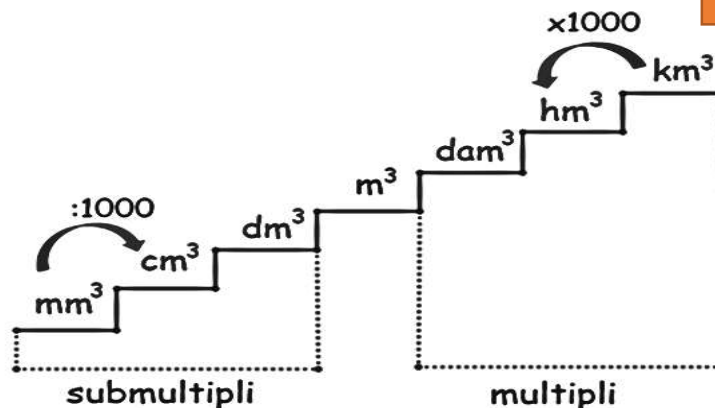 x1000
km³
hm³
dam³
m³
:1000
dm³
cm³
mm³
submultipli
multipli